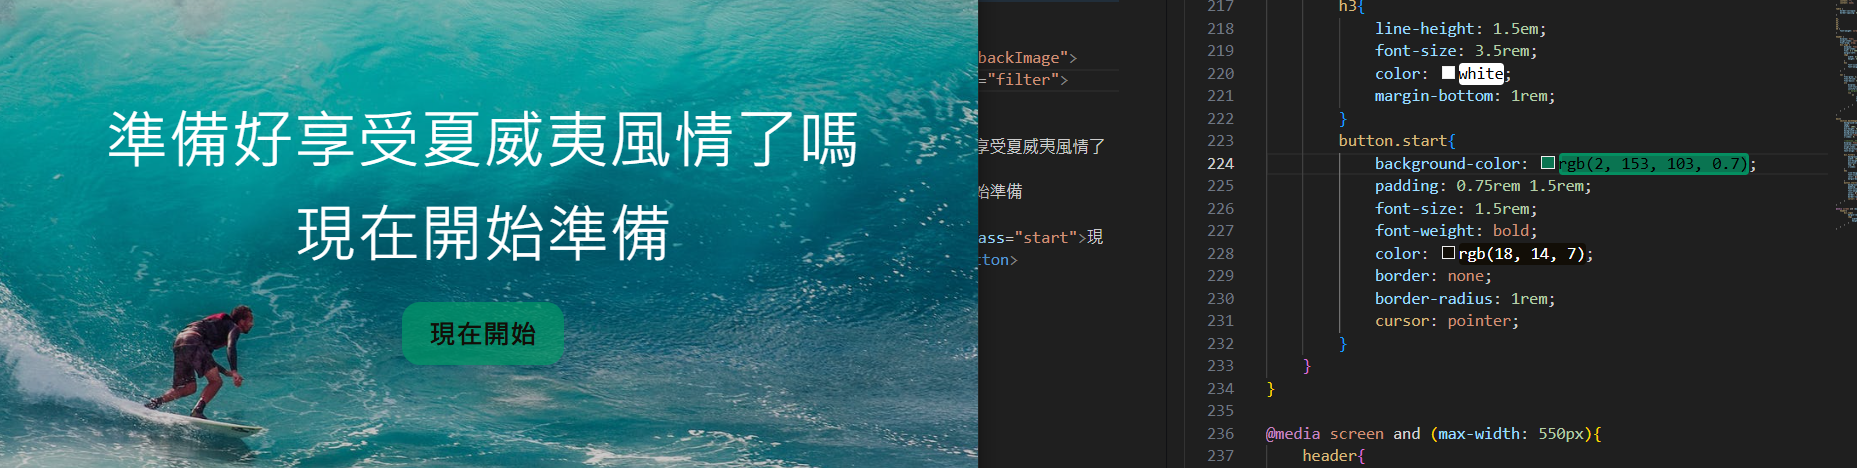 準備好享受夏威夷風情了嗎
現在開始準備
現在開始
backImage">
="filter">
享受夏威夷風情了
始準備
ass="start">現
tton>
217 h3{
218 line-height: 1.5em;
219 font-size: 3.5rem;
220 color: white;
221 margin-bottom: 1rem;
222 }
223 button.start{
224 background-color: rgb(2, 153, 103, 0.7);
225 padding: 0.75rem 1.5rem;
226 font-size: 1.5rem;
227 font-weight: bold;
228 color: rgb(18, 14, 7);
229 border: none;
230 border-radius: 1rem;
231 cursor: pointer;
232 }
233 }
234 }
235
236 @media screen and (max-width: 550px){
237 header{